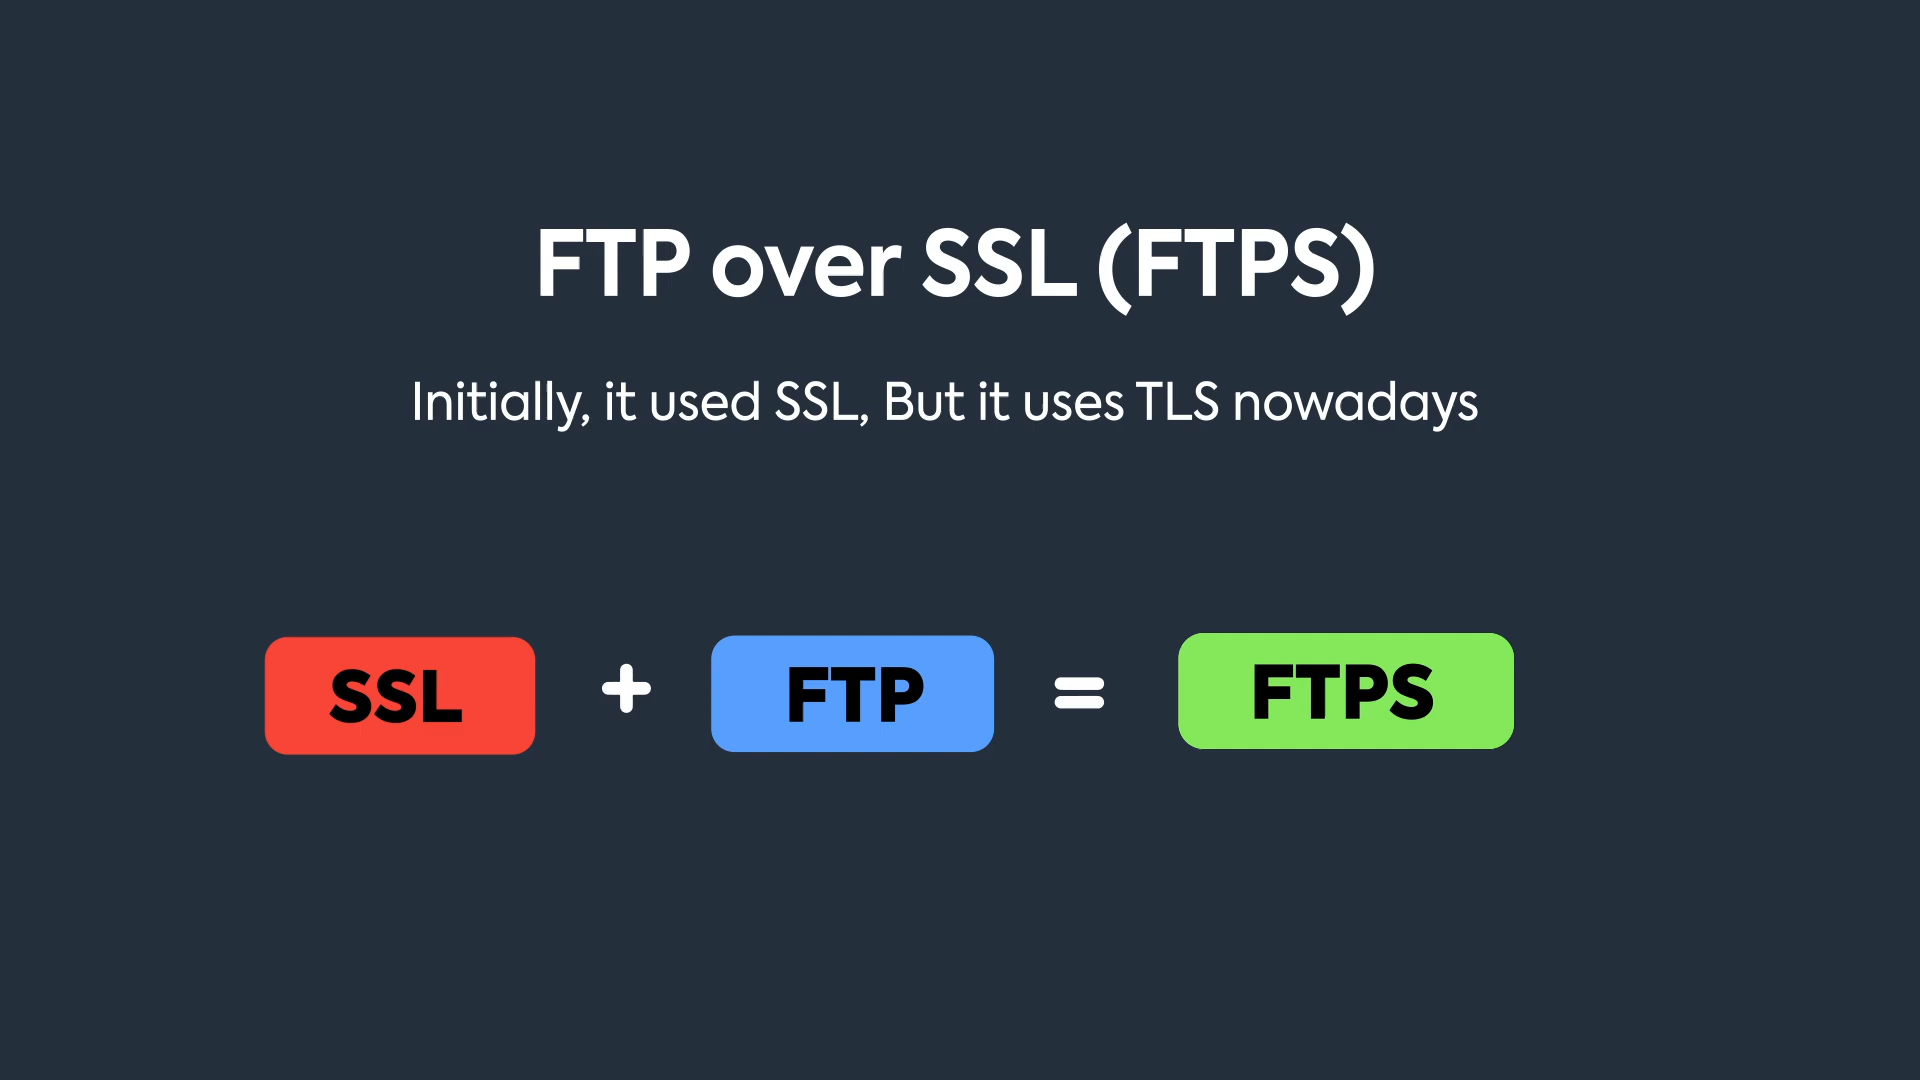 FTP over SSL (FTPS)
Initially, it used SSL, But it uses TLS nowadays
SSL + FTP = FTPS